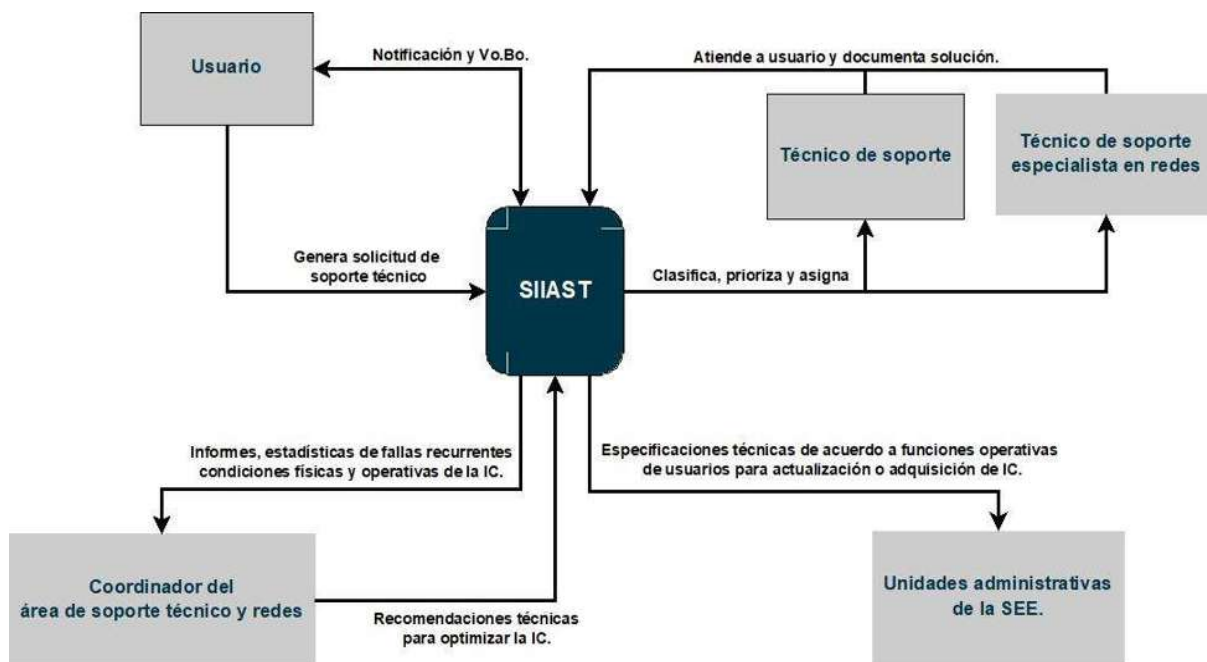 Usuario
Notificación y Vo.Bo.
Atiende a usuario y documenta solución.
Técnico de soporte
Técnico de soporte
especialista en redes
Genera solicitud de
soporte técnico
SIIAST
Clasifica, prioriza y asigna
Informes, estadísticas de fallas recurrentes
condiciones físicas y operativas de la IC.
Especificaciones técnicas de acuerdo a funciones operativas
de usuarios para actualización o adquisición de IC.
Coordinador del
área de soporte técnico y redes
Recomendaciones técnicas
para optimizar la IC.
Unidades administrativas
de la SEE.